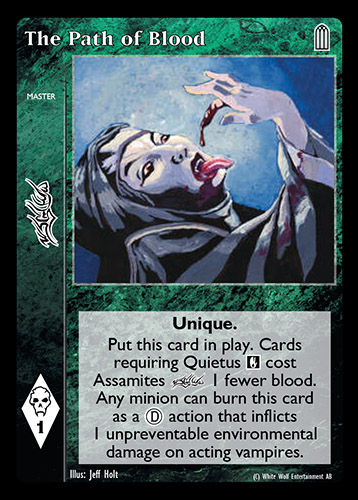 The Path of Blood
MASTER
Unique.
Put this card in play. Cards
requiring Quietus cost
Assamites 1 fewer blood.
Any minion can burn this card
as a D action that inflicts
1 unpreventable environmental
damage on acting vampires.
1
Illus: Jeff Holt
(C) White Wolf Entertainment AB